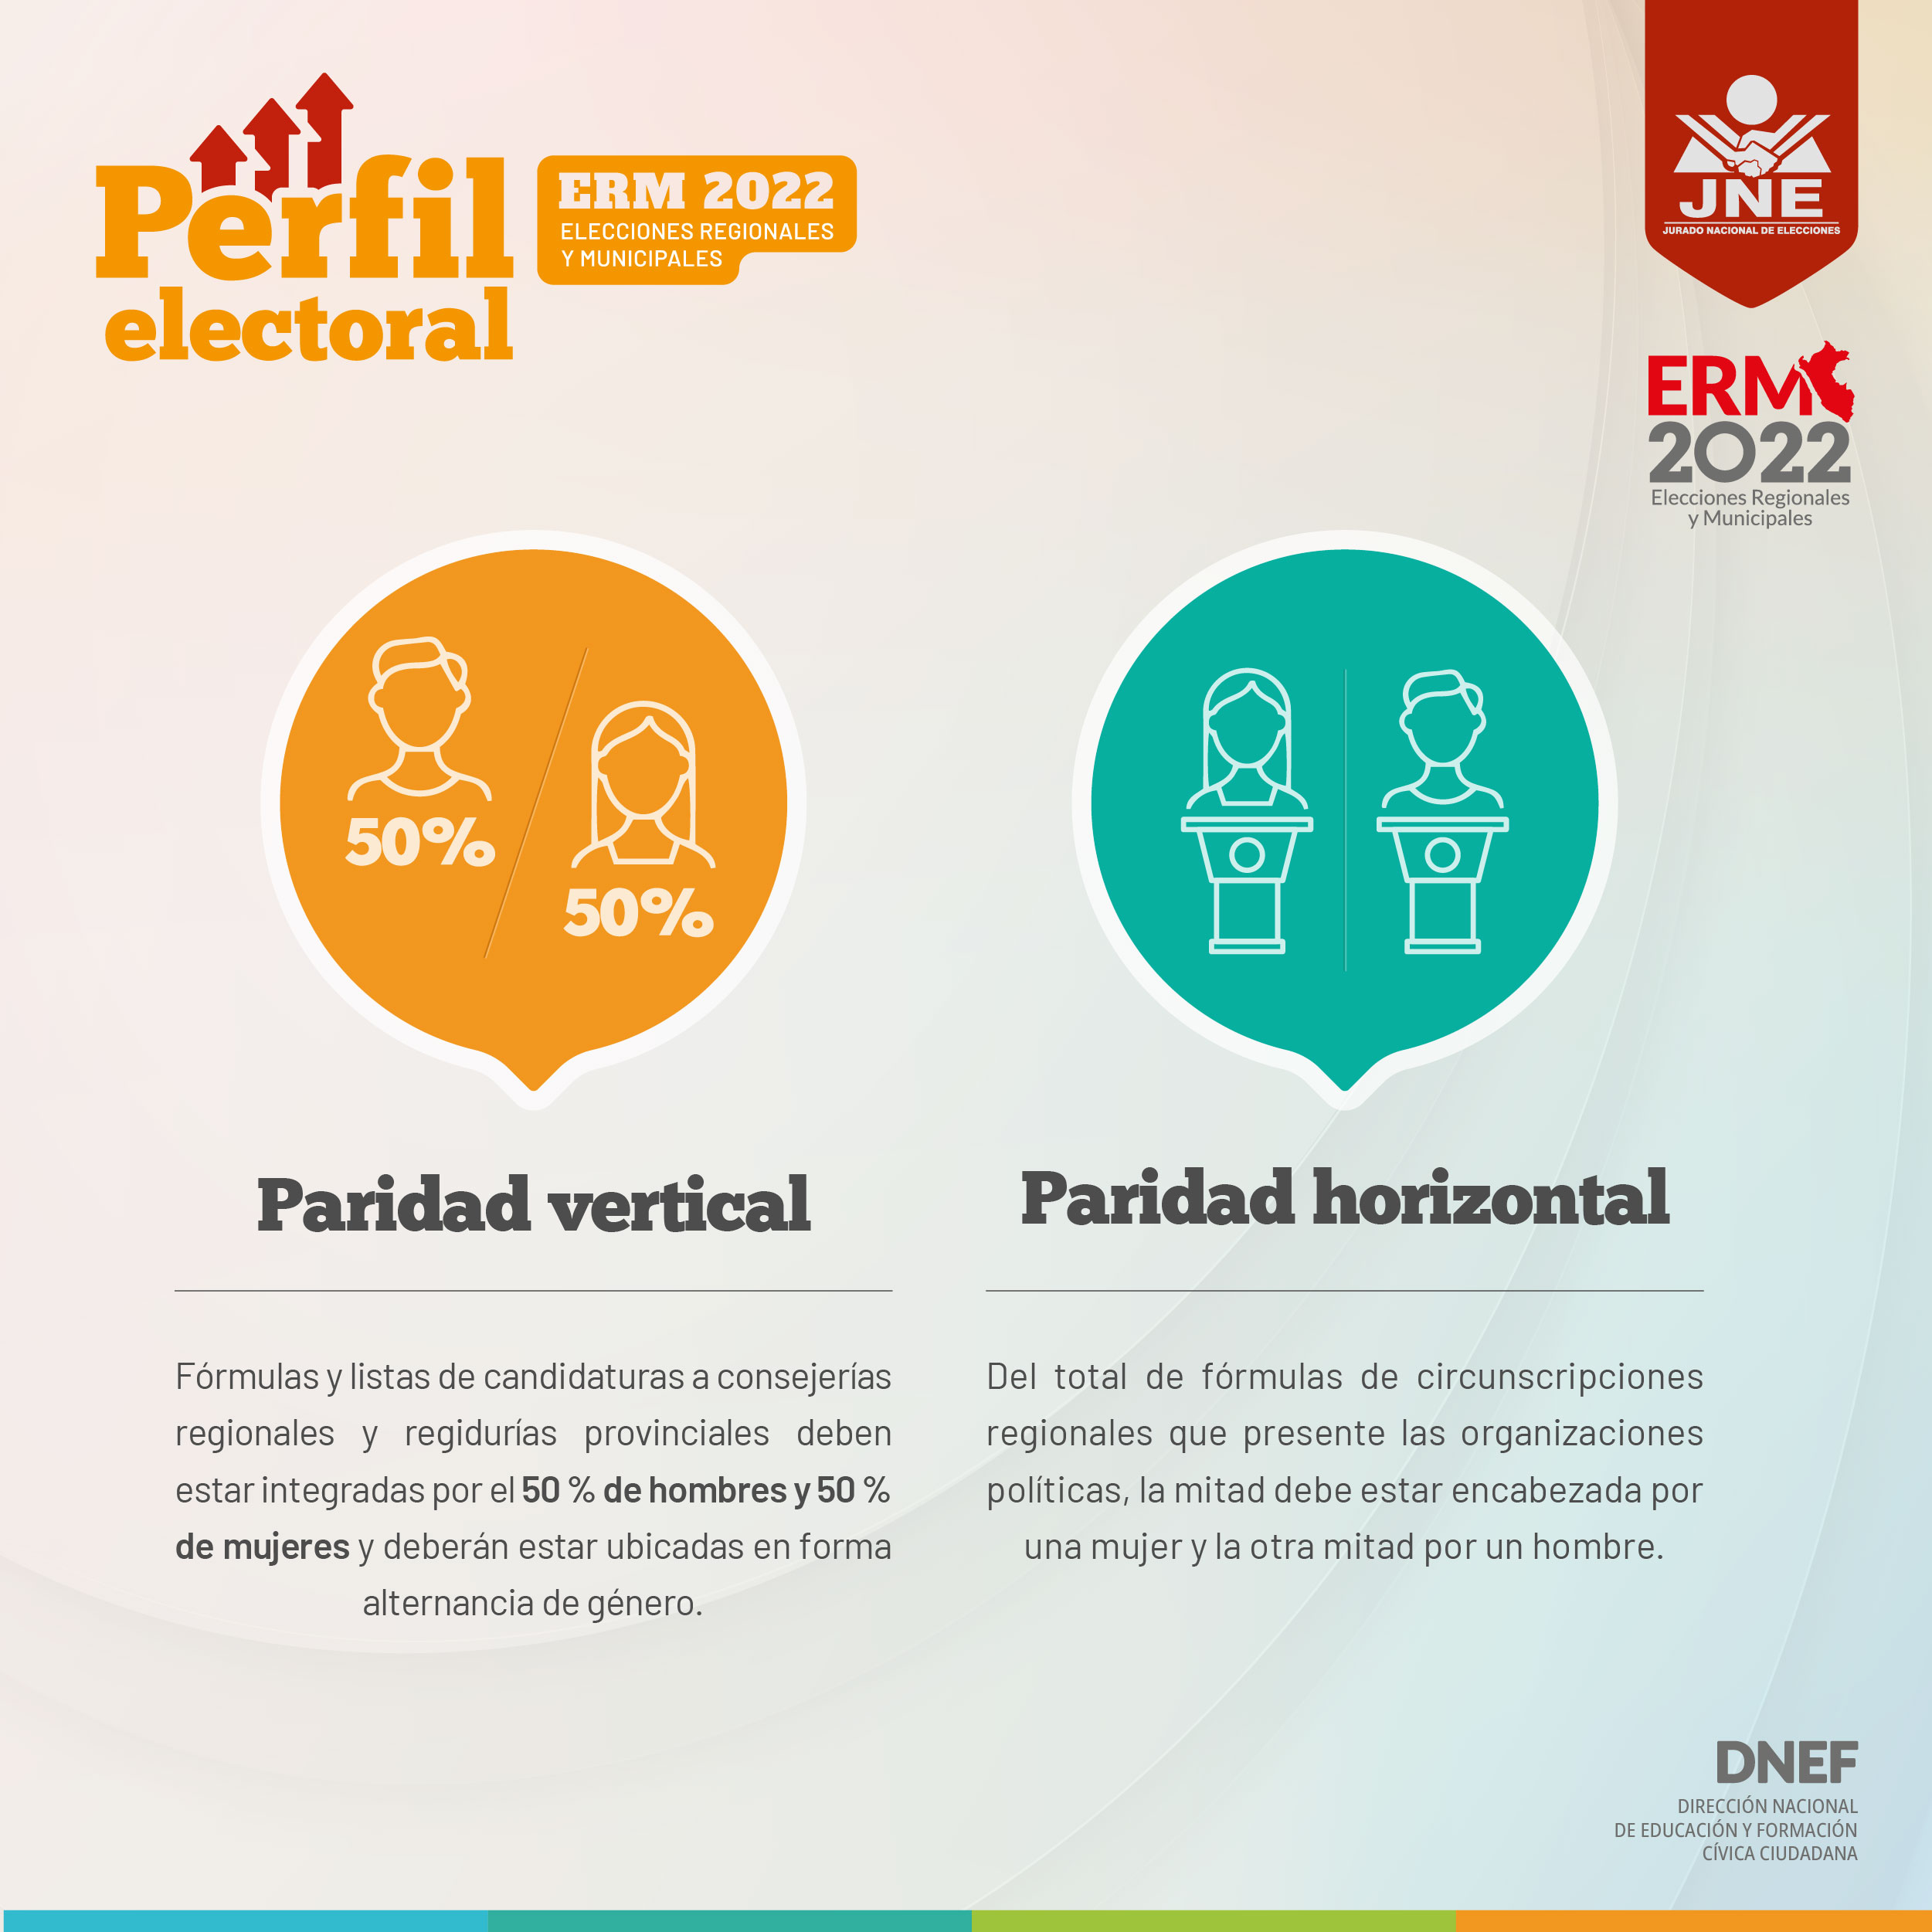 Perfil
electoral
ERM 2022
ELECCIONES REGIONALES
Y MUNICIPALES
JNE
JURADO NACIONAL DE ELECCIONES
ERM
2022
Elecciones Regionales
y Municipales
50%
50%
Paridad vertical
Fórmulas y listas de candidaturas a consejerías
regionales y regidurías provinciales deben
estar integradas por el 50 % de hombres y 50 %
de mujeres y deberán estar ubicadas en forma
alternancia de género.
Paridad horizontal
Del total de fórmulas de circunscripciones
regionales que presente las organizaciones
políticas, la mitad debe estar encabezada por
una mujer y la otra mitad por un hombre.
DNEF
DIRECCIÓN NACIONAL
DE EDUCACIÓN Y FORMACIÓN
CÍVICA CIUDADANA